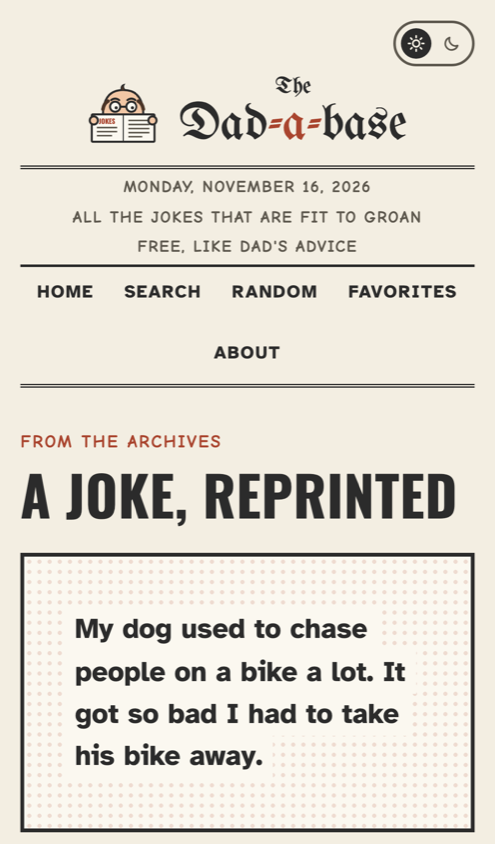 The
Dad-a-base
JOKES
MONDAY, NOVEMBER 16, 2026
ALL THE JOKES THAT ARE FIT TO GROAN
FREE, LIKE DAD'S ADVICE
HOME SEARCH RANDOM FAVORITES
ABOUT
FROM THE ARCHIVES
A JOKE, REPRINTED
My dog used to chase
people on a bike a lot. It
got so bad I had to take
his bike away.